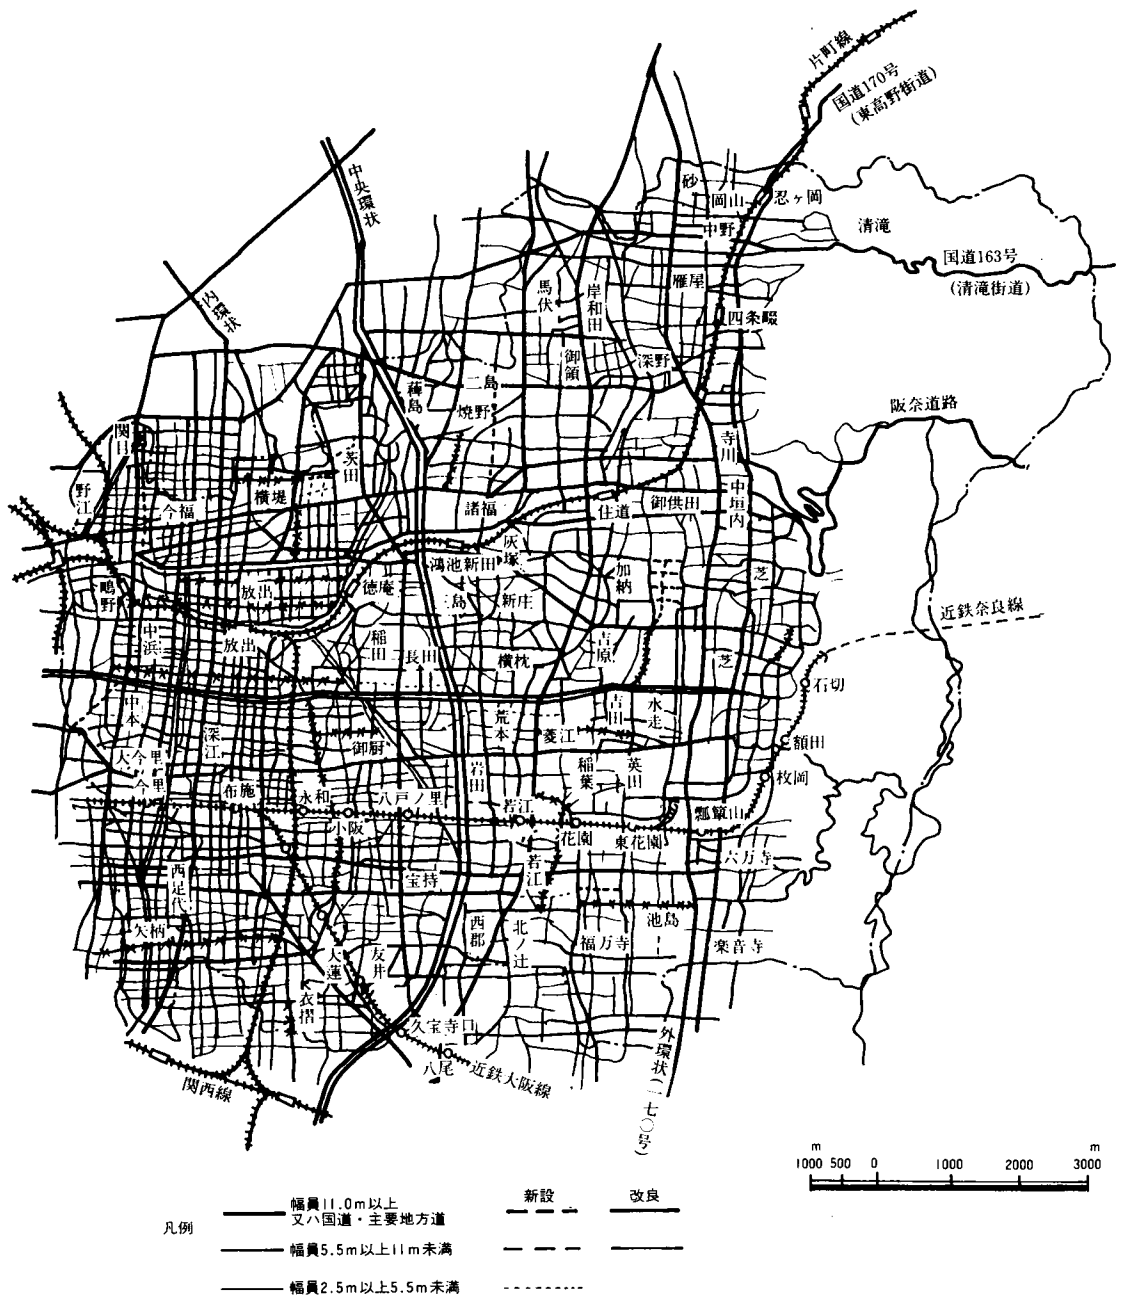 片町線
国道170号
(東高野街道)
中央環状
砂
岡山
忍ヶ岡
中野
清滝
国道163号
(清滝街道)
内環状
馬伏
岸和田
雁屋
四条畷
御領
深野
二島
焼野
阪奈道路
関目
茨田
寺川
野江
横堤
今福
諸福
住道
御供田
中垣内
灰塚
鴻池新田
加納
芝
鴫野
放出
徳庵
三島
新庄
近鉄奈良線
中浜
放出
稲田
長田
横枕
吉原
芝
石切
中本
深江
荒本
吉田
水走
御厨
菱江
額田
大今里
今里
稲葉
英田
枚岡
布施
永和
八戸ノ里
岩田
若江
瓢箪山
小阪
花園
東花園
六万寺
西足代
宝持
若江
矢柄
西郡
北ノ辻
福万寺
池島
楽音寺
大蓮
友井
衣摺
久宝寺口
外環状(一七〇号)
八尾
近鉄大阪線
関西線
m
m
1000 500 0 1000 2000 3000
凡例
新設 改良
幅員11.0m以上
又ハ国道・主要地方道
幅員5.5m以上11m未満
幅員2.5m以上5.5m未満